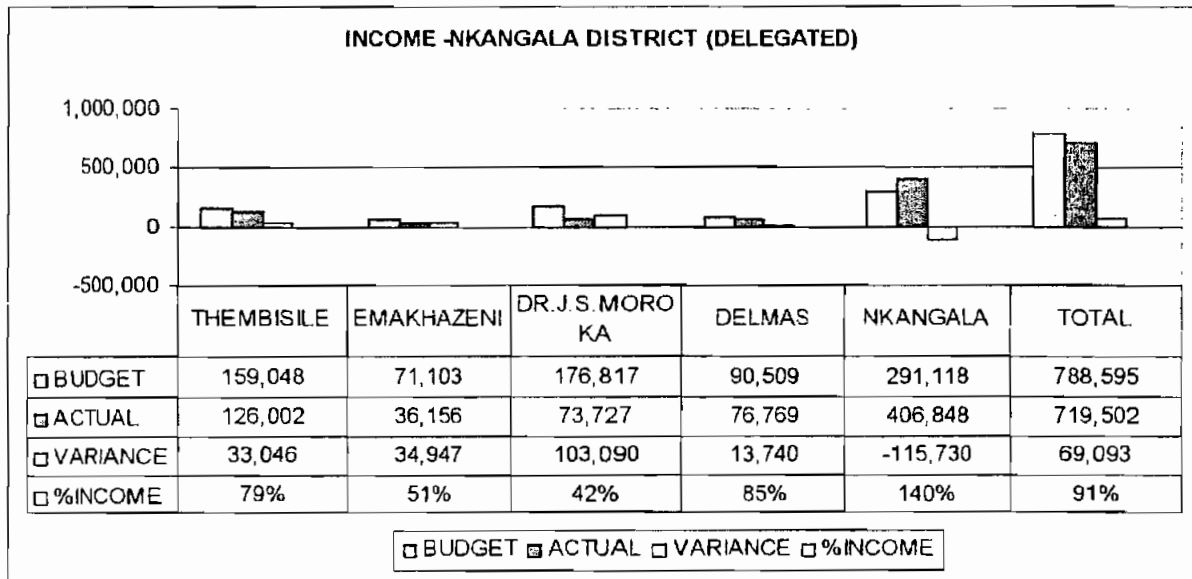 INCOME -NKANGALA DISTRICT (DELEGATED)
1,000,000
500,000
0
-500,000
THEMBISILE EMAKHAZENI DR.J.S.MORO KA DELMAS NKANGALA TOTAL
BUDGET 159,048 71,103 176,817 90,509 291,118 788,595
ACTUAL 126,002 36,156 73,727 76,769 406,848 719,502
VARIANCE 33,046 34,947 103,090 13,740 -115,730 69,093
%INCOME 79% 51% 42% 85% 140% 91%
BUDGET ACTUAL VARIANCE %INCOME